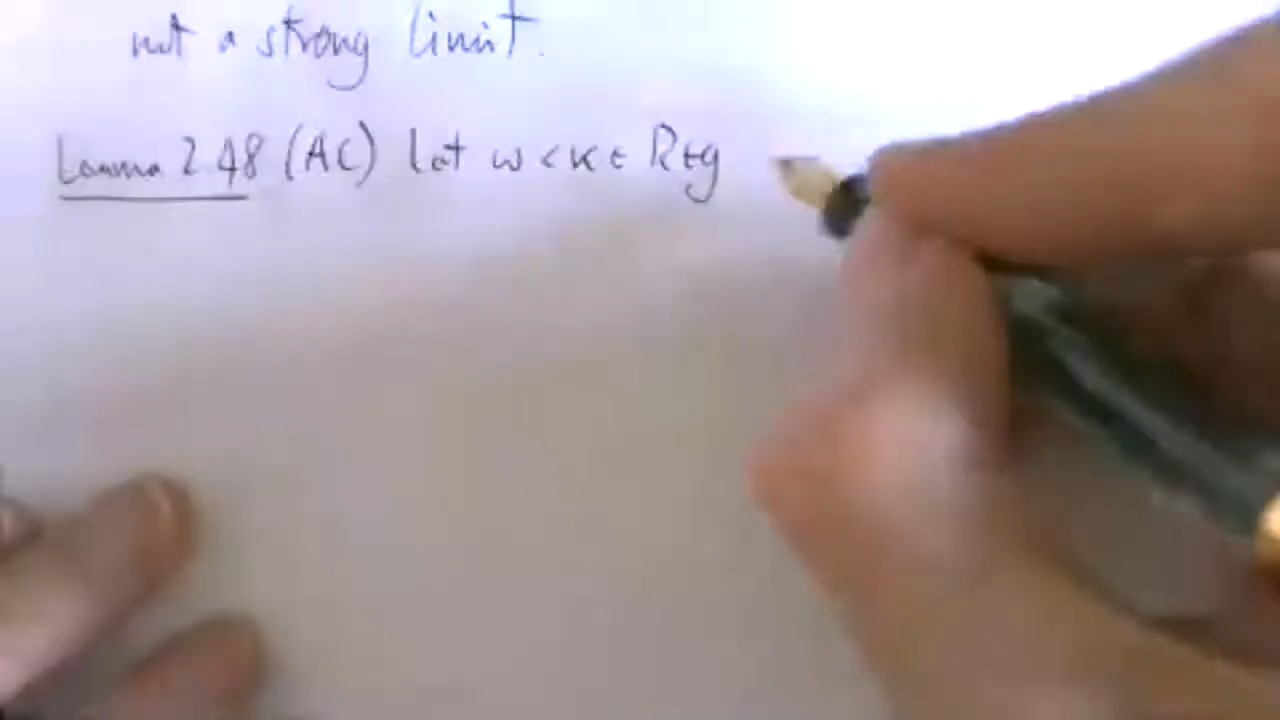 not a strong limit.
Lemma 2.48 (AC) Let ω < κ ∈ Reg